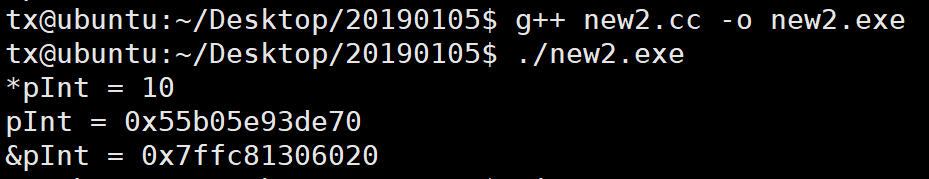 tx@ubuntu:~/Desktop/20190105$ g++ new2.cc -o new2.exe
tx@ubuntu:~/Desktop/20190105$ ./new2.exe
*pInt = 10
pInt = 0x55b05e93de70
&pInt = 0x7ffc81306020